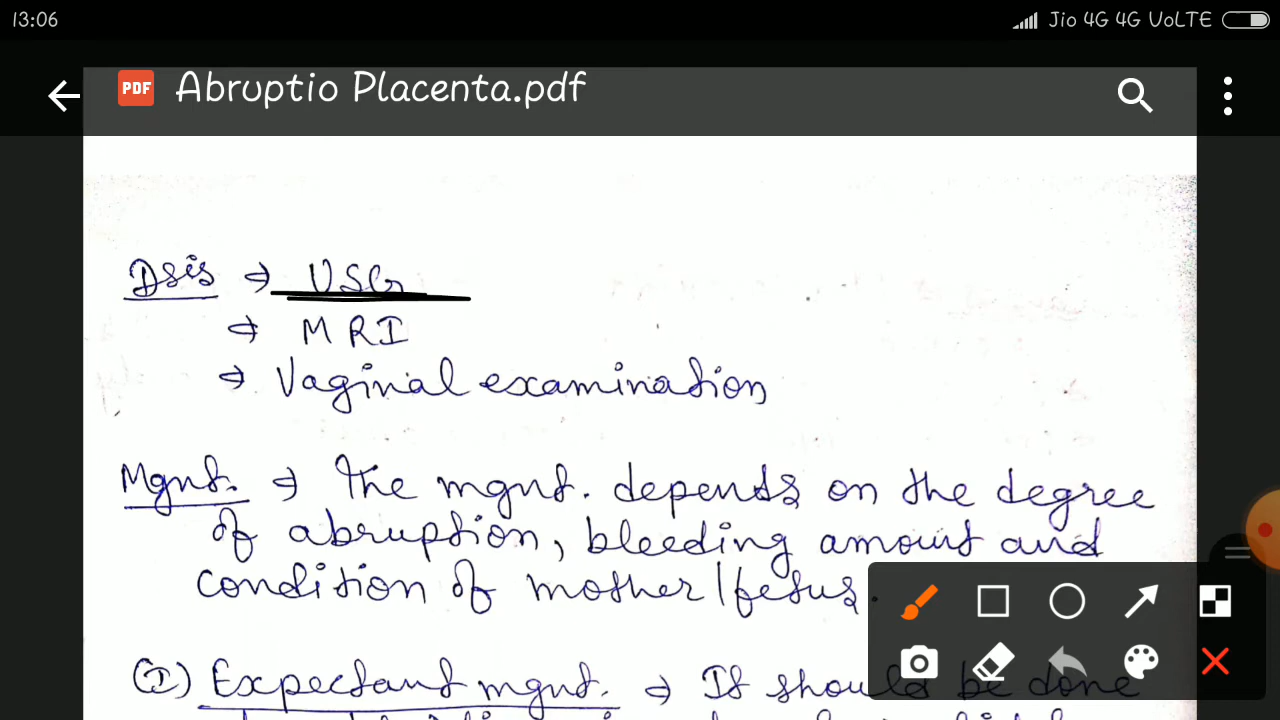 13:06 Jio 4G 4G VoLTE
PDF Abruptio Placenta.pdf
Dsis ⇒ USG
⇒ MRI
⇒ Vaginal examination
Mgnt. ⇒ The mgnt. depends on the degree
of abruption, bleeding amount and
condition of mother/fetus.
(I) Expectant mgnt. ⇒ It should be done